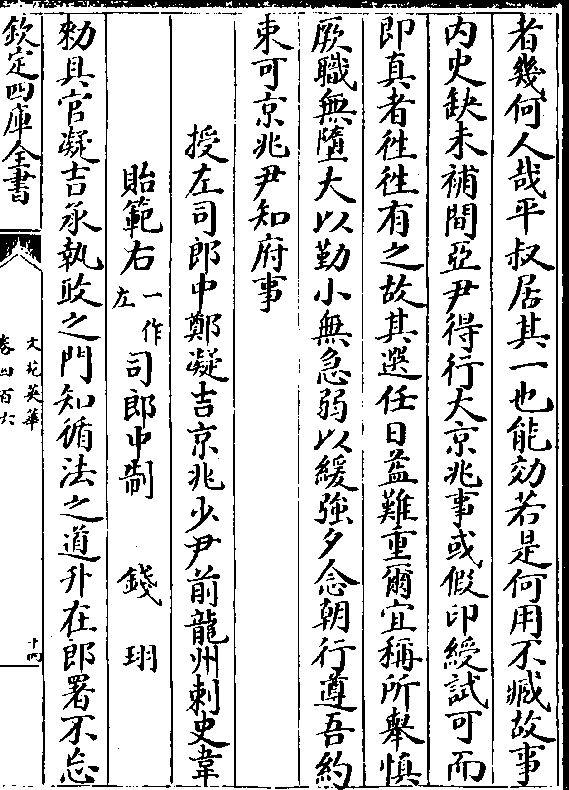 者幾何人哉平叔居其一也能効若是何用不臧故事
内史缺未補間亞尹得行大京兆事或假印綬試可而
即真者徃徃有之故其選任日益難重爾宜稱所舉慎
厥職無墮大以勤小無急弱以緩強夕念朝行遵吾約
束可京兆尹知府事
授左司郎中鄭凝吉京兆少尹前龍州刺史韋
貽範右一作左司郎中制 錢珝
勑具官凝吉承執政之門知循法之道升在郎署不忘
欽定四庫全書
文苑英華
卷四百六
十四